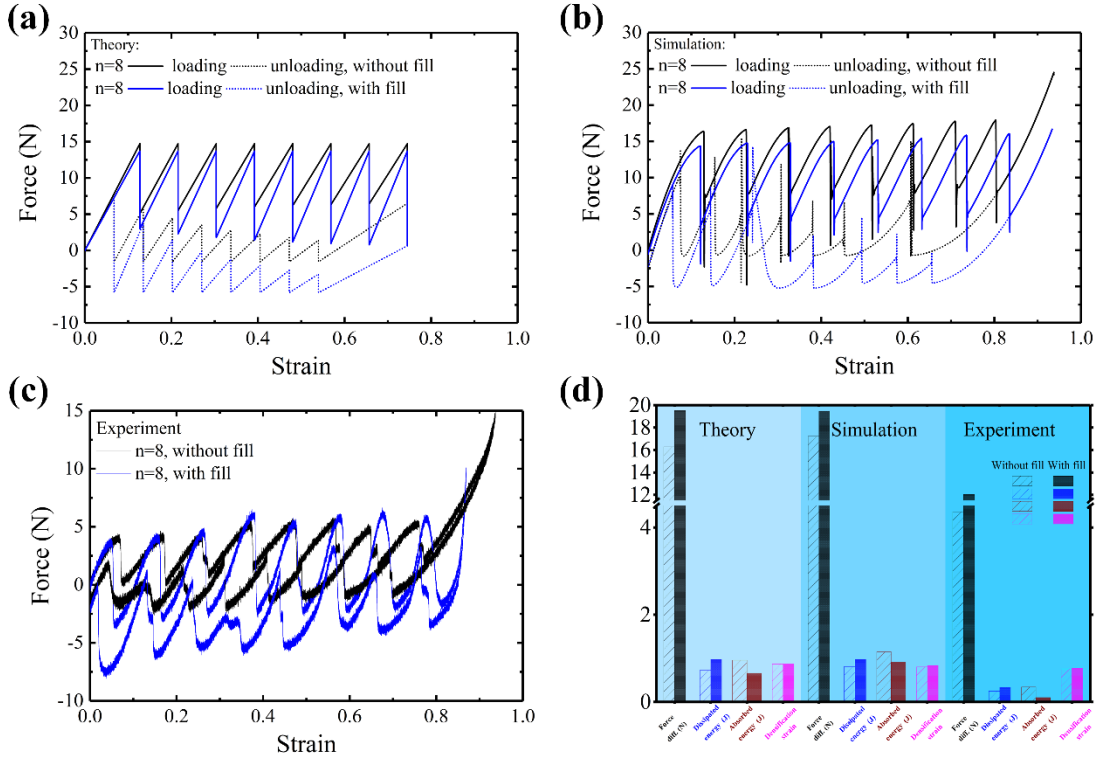 (a)
Theory:
n=8 loading unloading, without fill
n=8 loading unloading, with fill
Force (N)
30
25
20
15
10
5
0
-5
-10
0.0 0.2 0.4 0.6 0.8 1.0
Strain
(b)
Simulation:
n=8 loading unloading, without fill
n=8 loading unloading, with fill
Force (N)
30
25
20
15
10
5
0
-5
-10
0.0 0.2 0.4 0.6 0.8 1.0
Strain
(c)
Experiment
n=8, without fill
n=8, with fill
Force (N)
15
10
5
0
-5
-10
0.0 0.2 0.4 0.6 0.8 1.0
Strain
(d)
Theory Simulation Experiment
Without fill With fill
20
18
16
14
12
4
2
0
Force
diff. (N)
Dissipated
energy (J)
Absorbed
energy (J)
Densification
strain
Force
diff. (N)
Dissipated
energy (J)
Absorbed
energy (J)
Densification
strain
Force
diff. (N)
Dissipated
energy (J)
Absorbed
energy (J)
Densification
strain